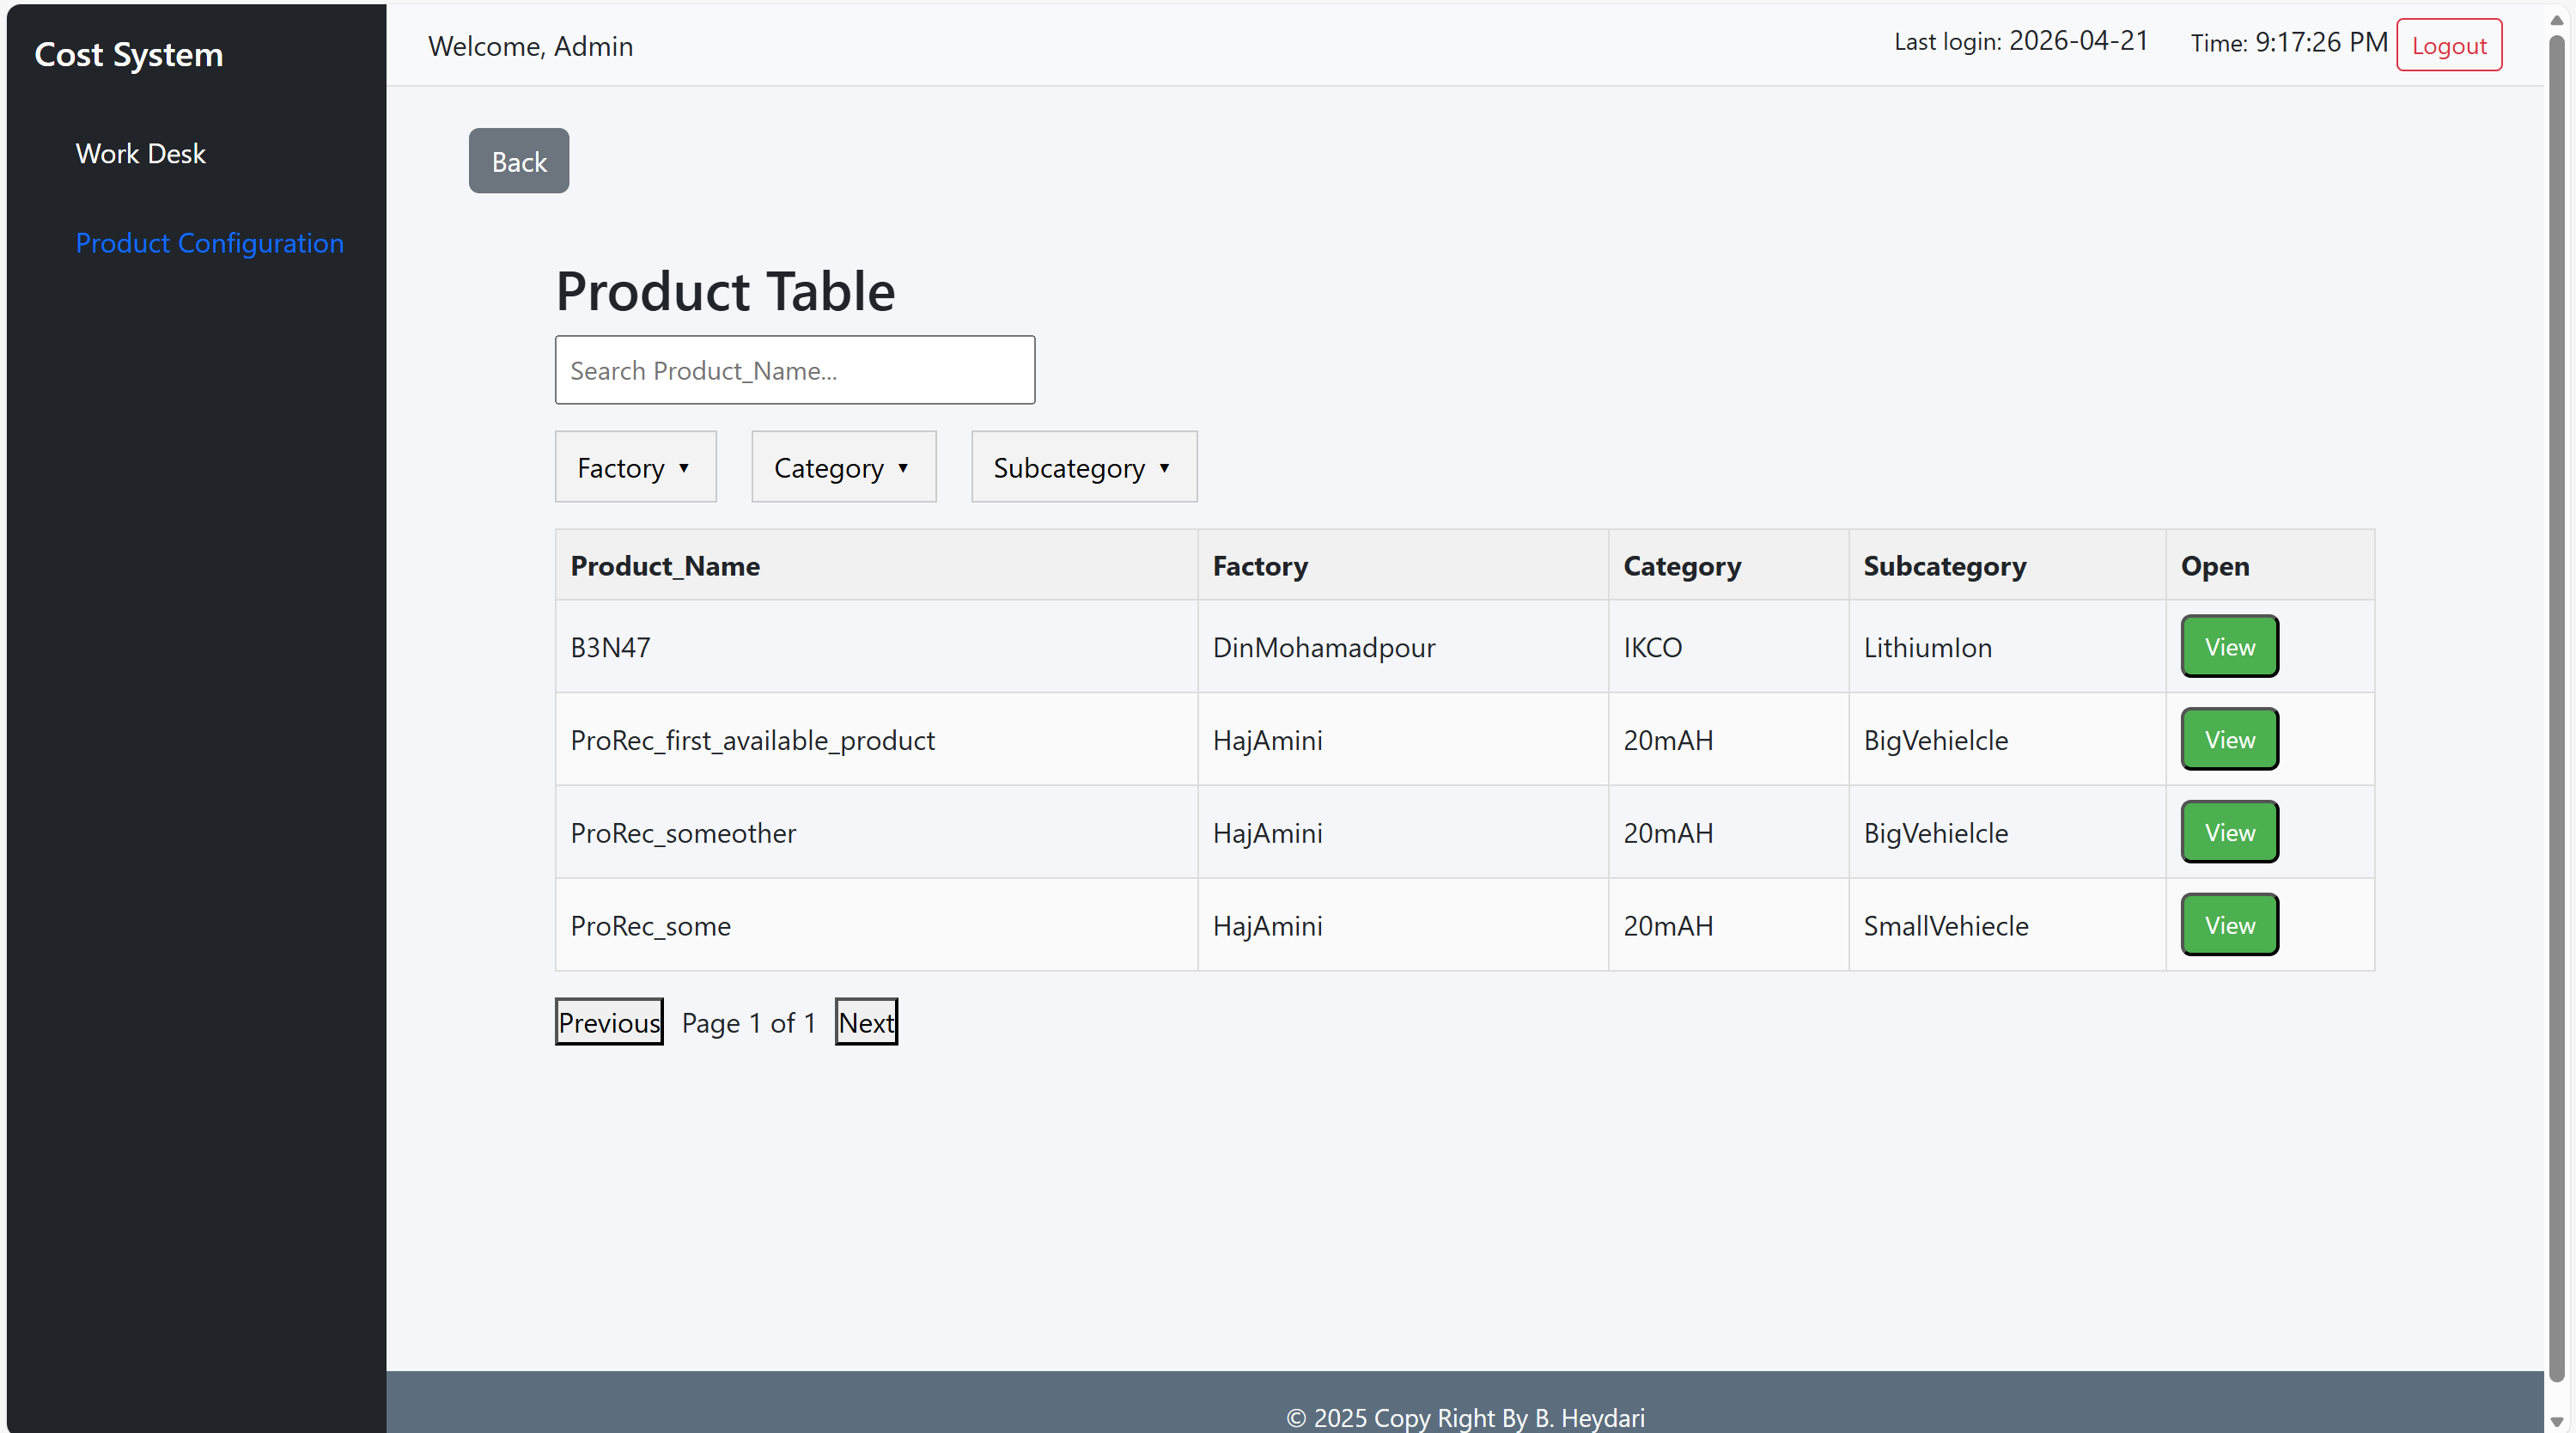 Cost System
Welcome, Admin
Last login: 2026-04-21 Time: 9:17:26 PM Logout
Work Desk
Product Configuration
Back
Product Table
Search Product_Name...
Factory ▼ Category ▼ Subcategory ▼
Product_Name Factory Category Subcategory Open
B3N47 DinMohamadpour IKCO LithiumIon View
ProRec_first_available_product HajAmini 20mAH BigVehielcle View
ProRec_someother HajAmini 20mAH BigVehielcle View
ProRec_some HajAmini 20mAH SmallVehiecle View
Previous Page 1 of 1 Next
© 2025 Copy Right By B. Heydari